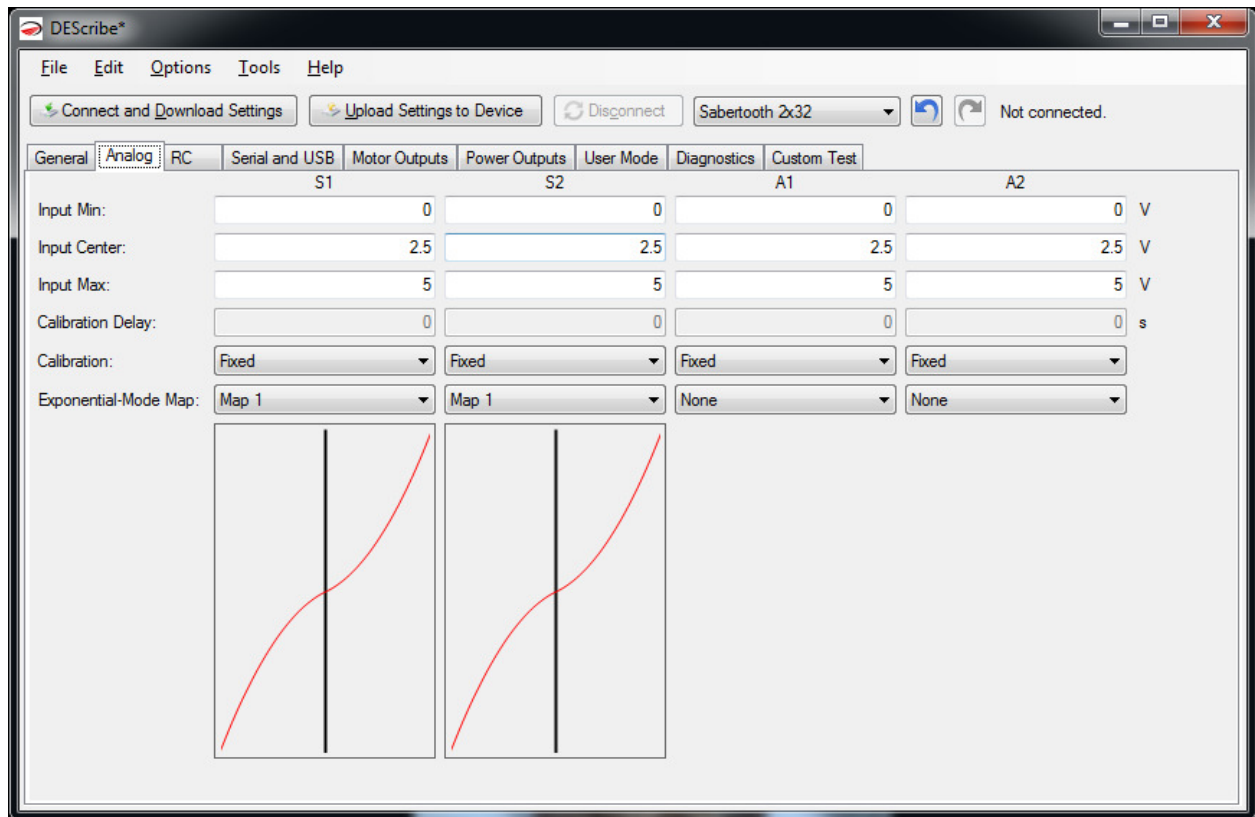 DEScribe*
File Edit Options Tools Help
Connect and Download Settings Upload Settings to Device Disconnect Sabertooth 2x32 Not connected.
General Analog RC Serial and USB Motor Outputs Power Outputs User Mode Diagnostics Custom Test
S1 S2 A1 A2
Input Min: 0 0 0 0 V
Input Center: 2.5 2.5 2.5 2.5 V
Input Max: 5 5 5 5 V
Calibration Delay: 0 0 0 0 s
Calibration: Fixed Fixed Fixed Fixed
Exponential-Mode Map: Map 1 Map 1 None None